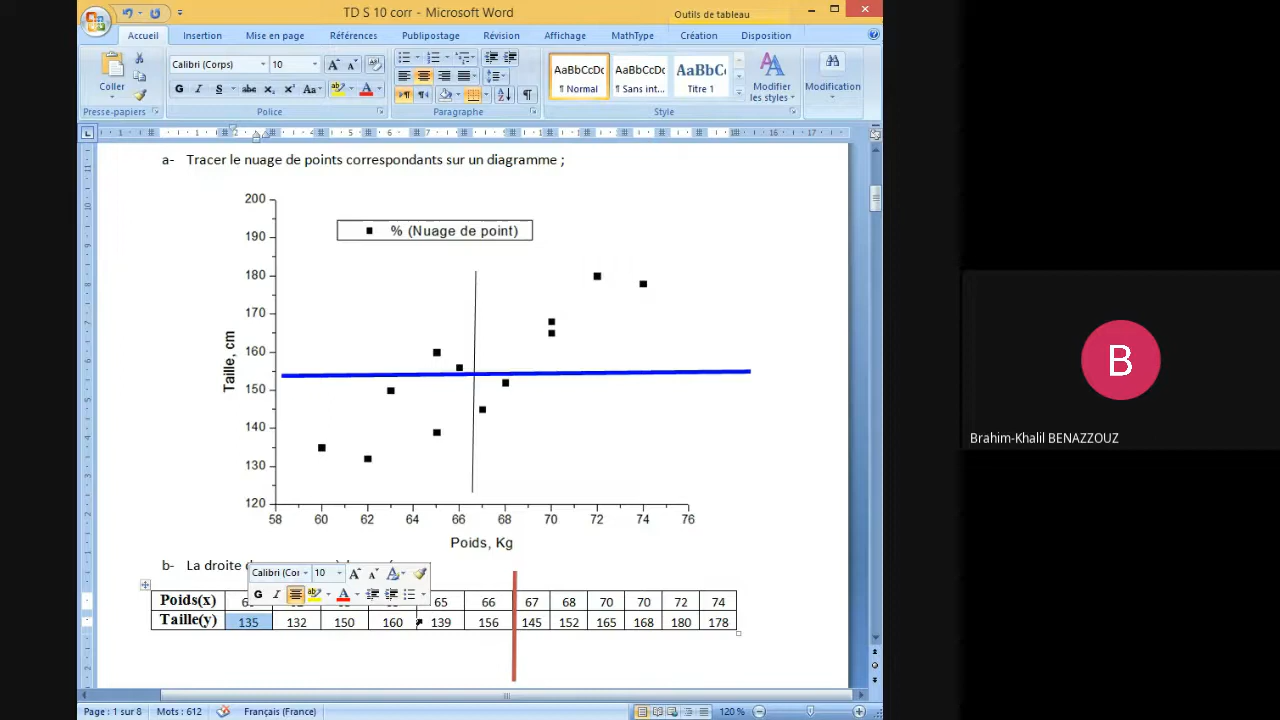 TD S 10 corr - Microsoft Word
Outils de tableau
Accueil Insertion Mise en page Références Publipostage Révision Affichage MathType Création Disposition
Calibri (Corps) 10
Coller
G I S abc x₂ x² Aa
AaBbCcDc AaBbCcDc AaBbC
¶ Normal ¶ Sans int... Titre 1
Modifier les styles
Modification
Presse-papiers Police Paragraphe Style
a- Tracer le nuage de points correspondants sur un diagramme ;
200
% (Nuage de point)
190
180
170
160
150
140
130
120
Taille, cm
58 60 62 64 66 68 70 72 74 76
Poids, Kg
b- La droite
Calibri (Cor 10
G I
Poids(x) 65 66 67 68 70 70 72 74
Taille(y) 135 132 150 160 139 156 145 152 165 168 180 178
Page : 1 sur 8 Mots : 612 Français (France) 120 %
B
Brahim-Khalil BENAZZOUZ